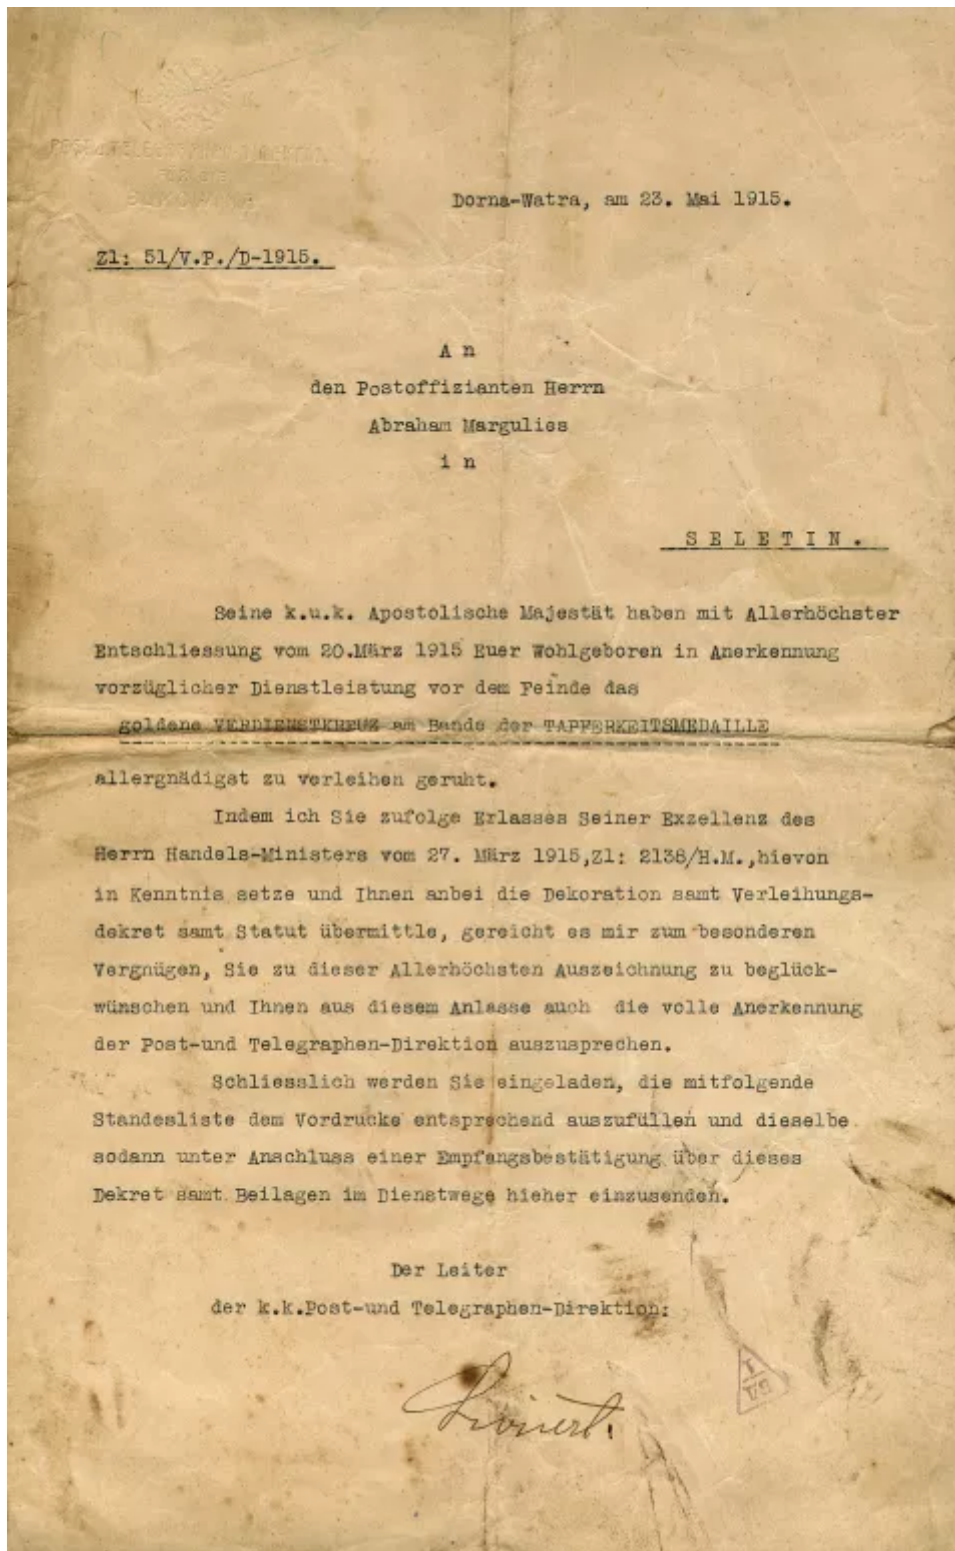 POST-U. TELEGRAPHEN-DIREKTION
FÜR DIE
BUKOWINA
Dorna-Watra, am 23. Mai 1915.
Zl: 51/V.P./D-1915.
A n
den Postoffizianten Herrn
Abraham Margulies
i n
S E L E T I N .
Seine k.u.k. Apostolische Majestät haben mit Allerhöchster
Entschliessung vom 20.März 1915 Euer Wohlgeboren in Anerkennung
vorzüglicher Dienstleistung vor dem Feinde das
goldene VERDIENSTKREUZ am Bande der TAPFERKEITSMEDAILLE
allergnädigst zu verleihen geruht.
Indem ich Sie zufolge Erlasses Seiner Exzellenz des
Herrn Handels-Ministers vom 27. März 1915,Zl: 2138/H.M.,hievon
in Kenntnis setze und Ihnen anbei die Dekoration samt Verleihungs-
dekret samt Statut übermittle, gereicht es mir zum besonderen
Vergnügen, Sie zu dieser Allerhöchsten Auszeichnung zu beglück-
wünschen und Ihnen aus diesem Anlasse auch die volle Anerkennung
der Post-und Telegraphen-Direktion auszusprechen.
Schliesslich werden Sie eingeladen, die mitfolgende
Standesliste dem Vordrucke entsprechend auszufüllen und dieselbe
sodann unter Anschluss einer Empfangsbestätigung über dieses
Dekret samt Beilagen im Dienstwege hieher einzusenden.
Der Leiter
der k.k.Post-und Telegraphen-Direktion: